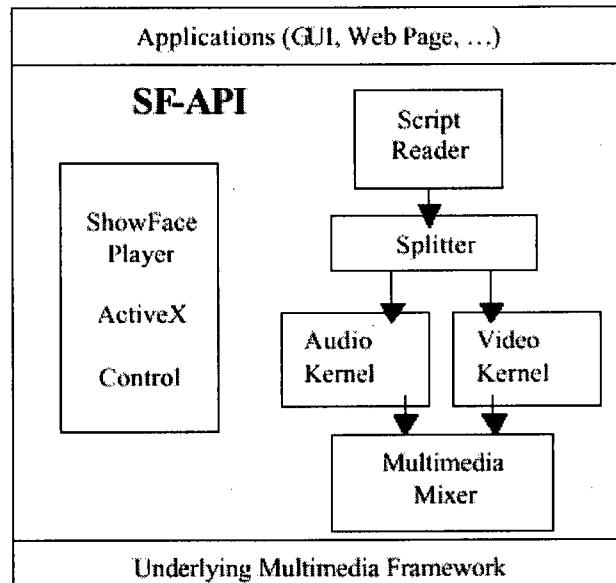 Applications (GUI, Web Page, …)
SF-API
Script
Reader
Splitter
ShowFace
Player
ActiveX
Control
Audio
Kernel
Video
Kernel
Multimedia
Mixer
Underlying Multimedia Framework